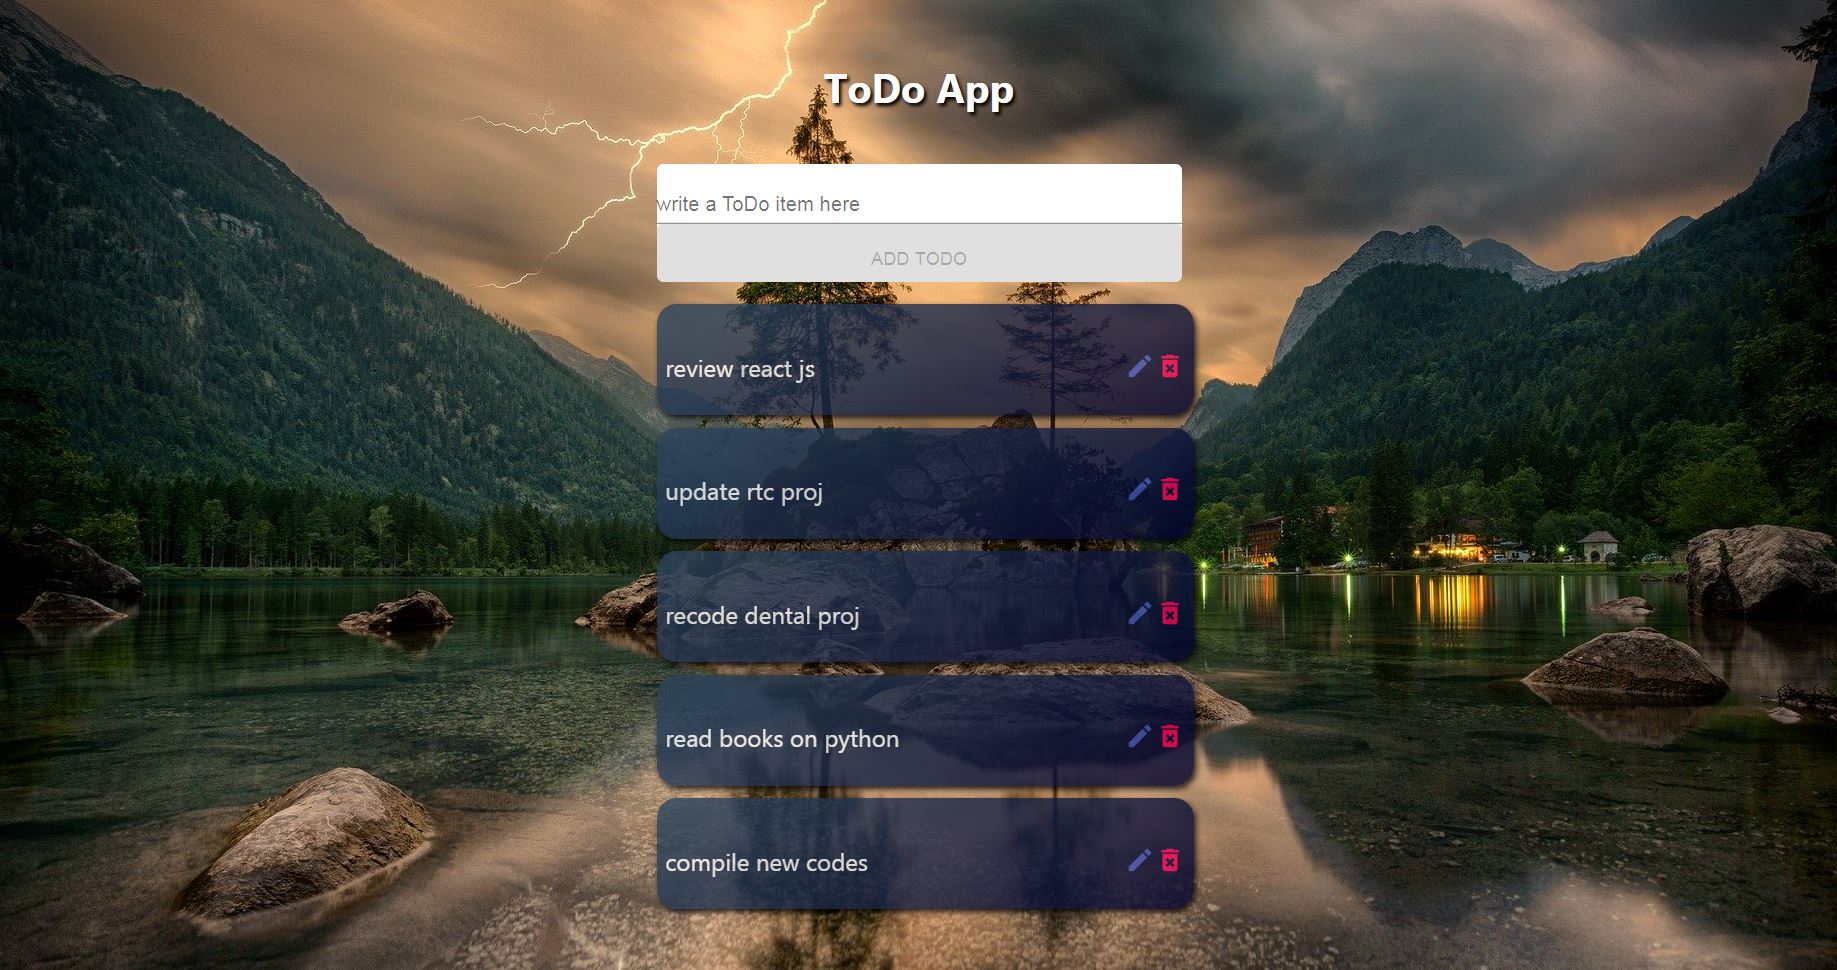 ToDo App
write a ToDo item here
ADD TODO
review react js
update rtc proj
recode dental proj
read books on python
compile new codes